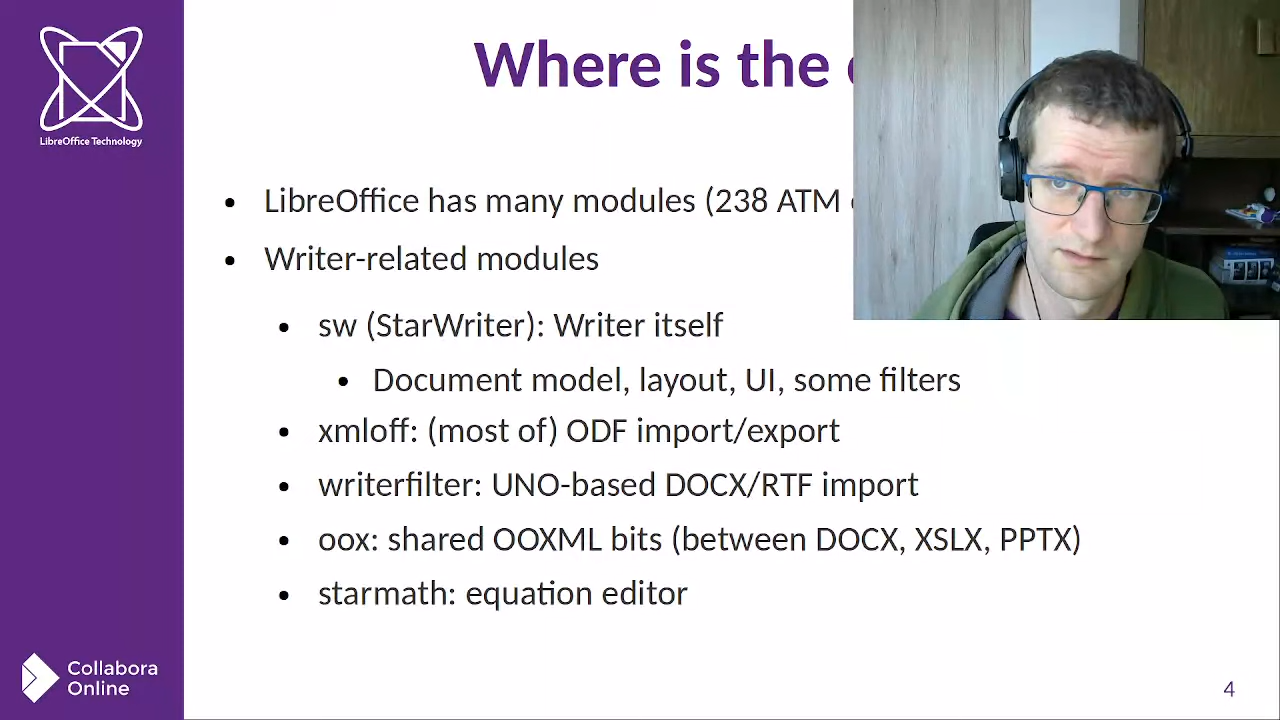 LibreOffice Technology
Where is the
LibreOffice has many modules (238 ATM
Writer-related modules
sw (StarWriter): Writer itself
Document model, layout, UI, some filters
xmloff: (most of) ODF import/export
writerfilter: UNO-based DOCX/RTF import
oox: shared OOXML bits (between DOCX, XSLX, PPTX)
starmath: equation editor
Collabora
Online
4